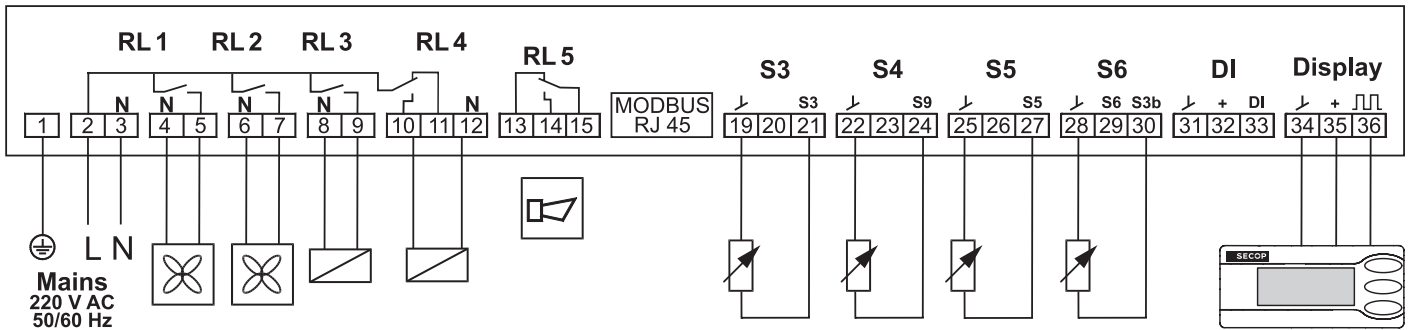 RL 1 RL 2 RL 3 RL 4 RL 5 S3 S4 S5 S6 DI Display
N N N N N
MODBUS
RJ 45
S3 S9 S5 S6 S3b + DI +
1 2 3 4 5 6 7 8 9 10 11 12 13 14 15 19 20 21 22 23 24 25 26 27 28 29 30 31 32 33 34 35 36
L N
Mains
220 V AC
50/60 Hz
SECOP